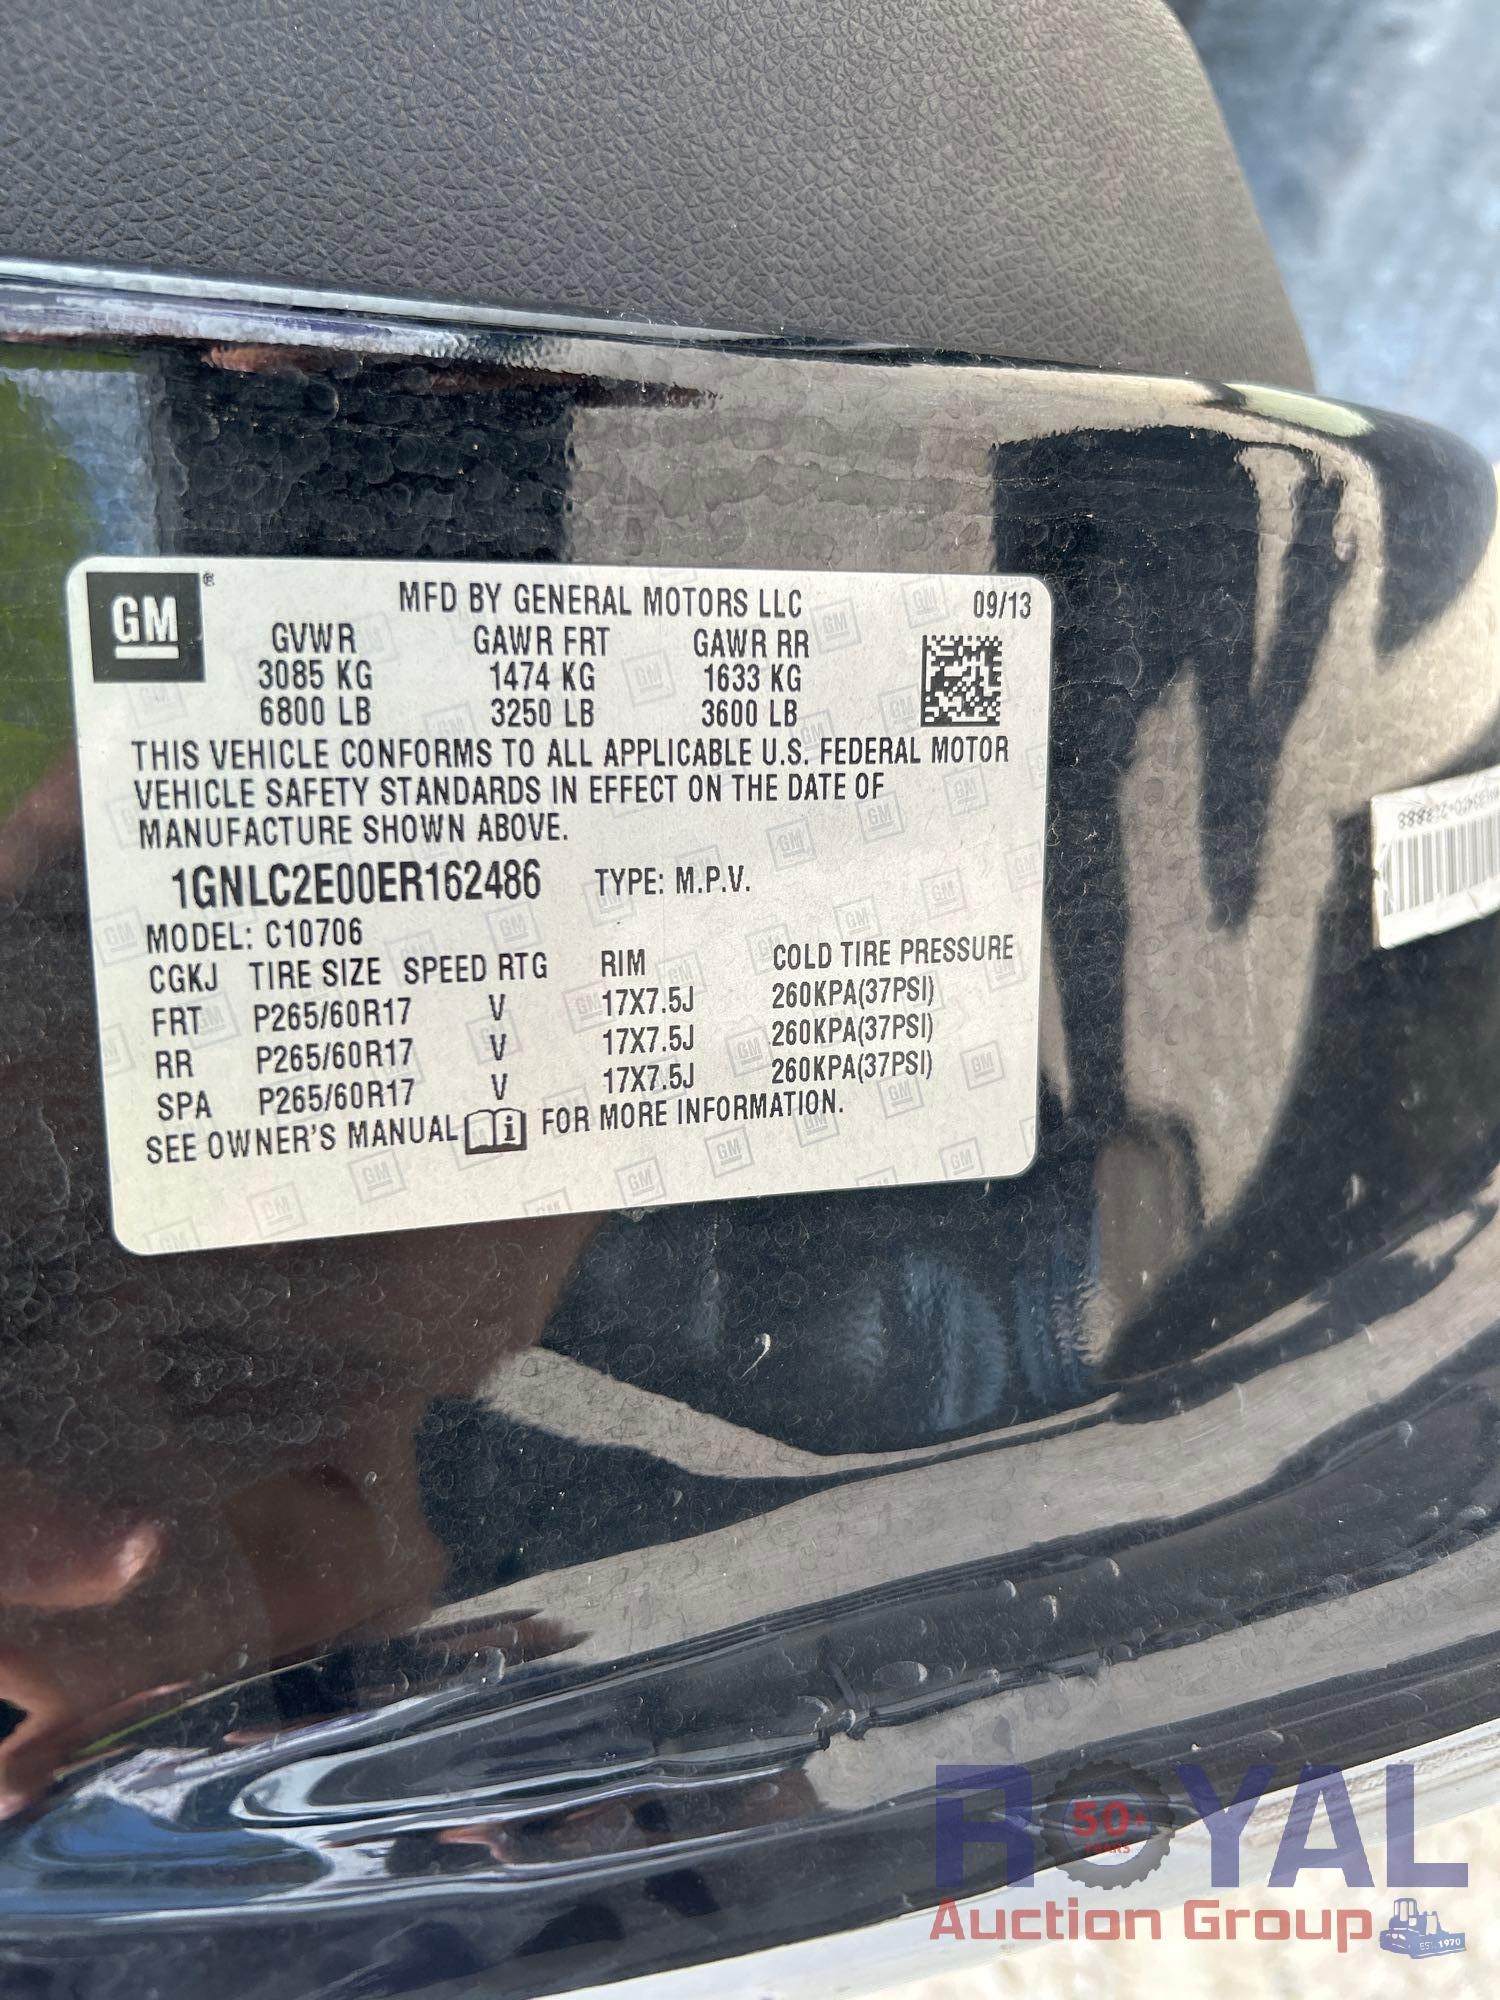 GM®
MFD BY GENERAL MOTORS LLC 09/13
GVWR GAWR FRT GAWR RR
3085 KG 1474 KG 1633 KG
6800 LB 3250 LB 3600 LB
THIS VEHICLE CONFORMS TO ALL APPLICABLE U.S. FEDERAL MOTOR
VEHICLE SAFETY STANDARDS IN EFFECT ON THE DATE OF
MANUFACTURE SHOWN ABOVE.
1GNLC2E00ER162486 TYPE: M.P.V.
MODEL: C10706
CGKJ TIRE SIZE SPEED RTG RIM COLD TIRE PRESSURE
FRT P265/60R17 V 17X7.5J 260KPA(37PSI)
RR P265/60R17 V 17X7.5J 260KPA(37PSI)
SPA P265/60R17 V 17X7.5J 260KPA(37PSI)
SEE OWNER'S MANUAL i FOR MORE INFORMATION.
ROYAL
50+
YEARS
Auction Group
EST. 1970